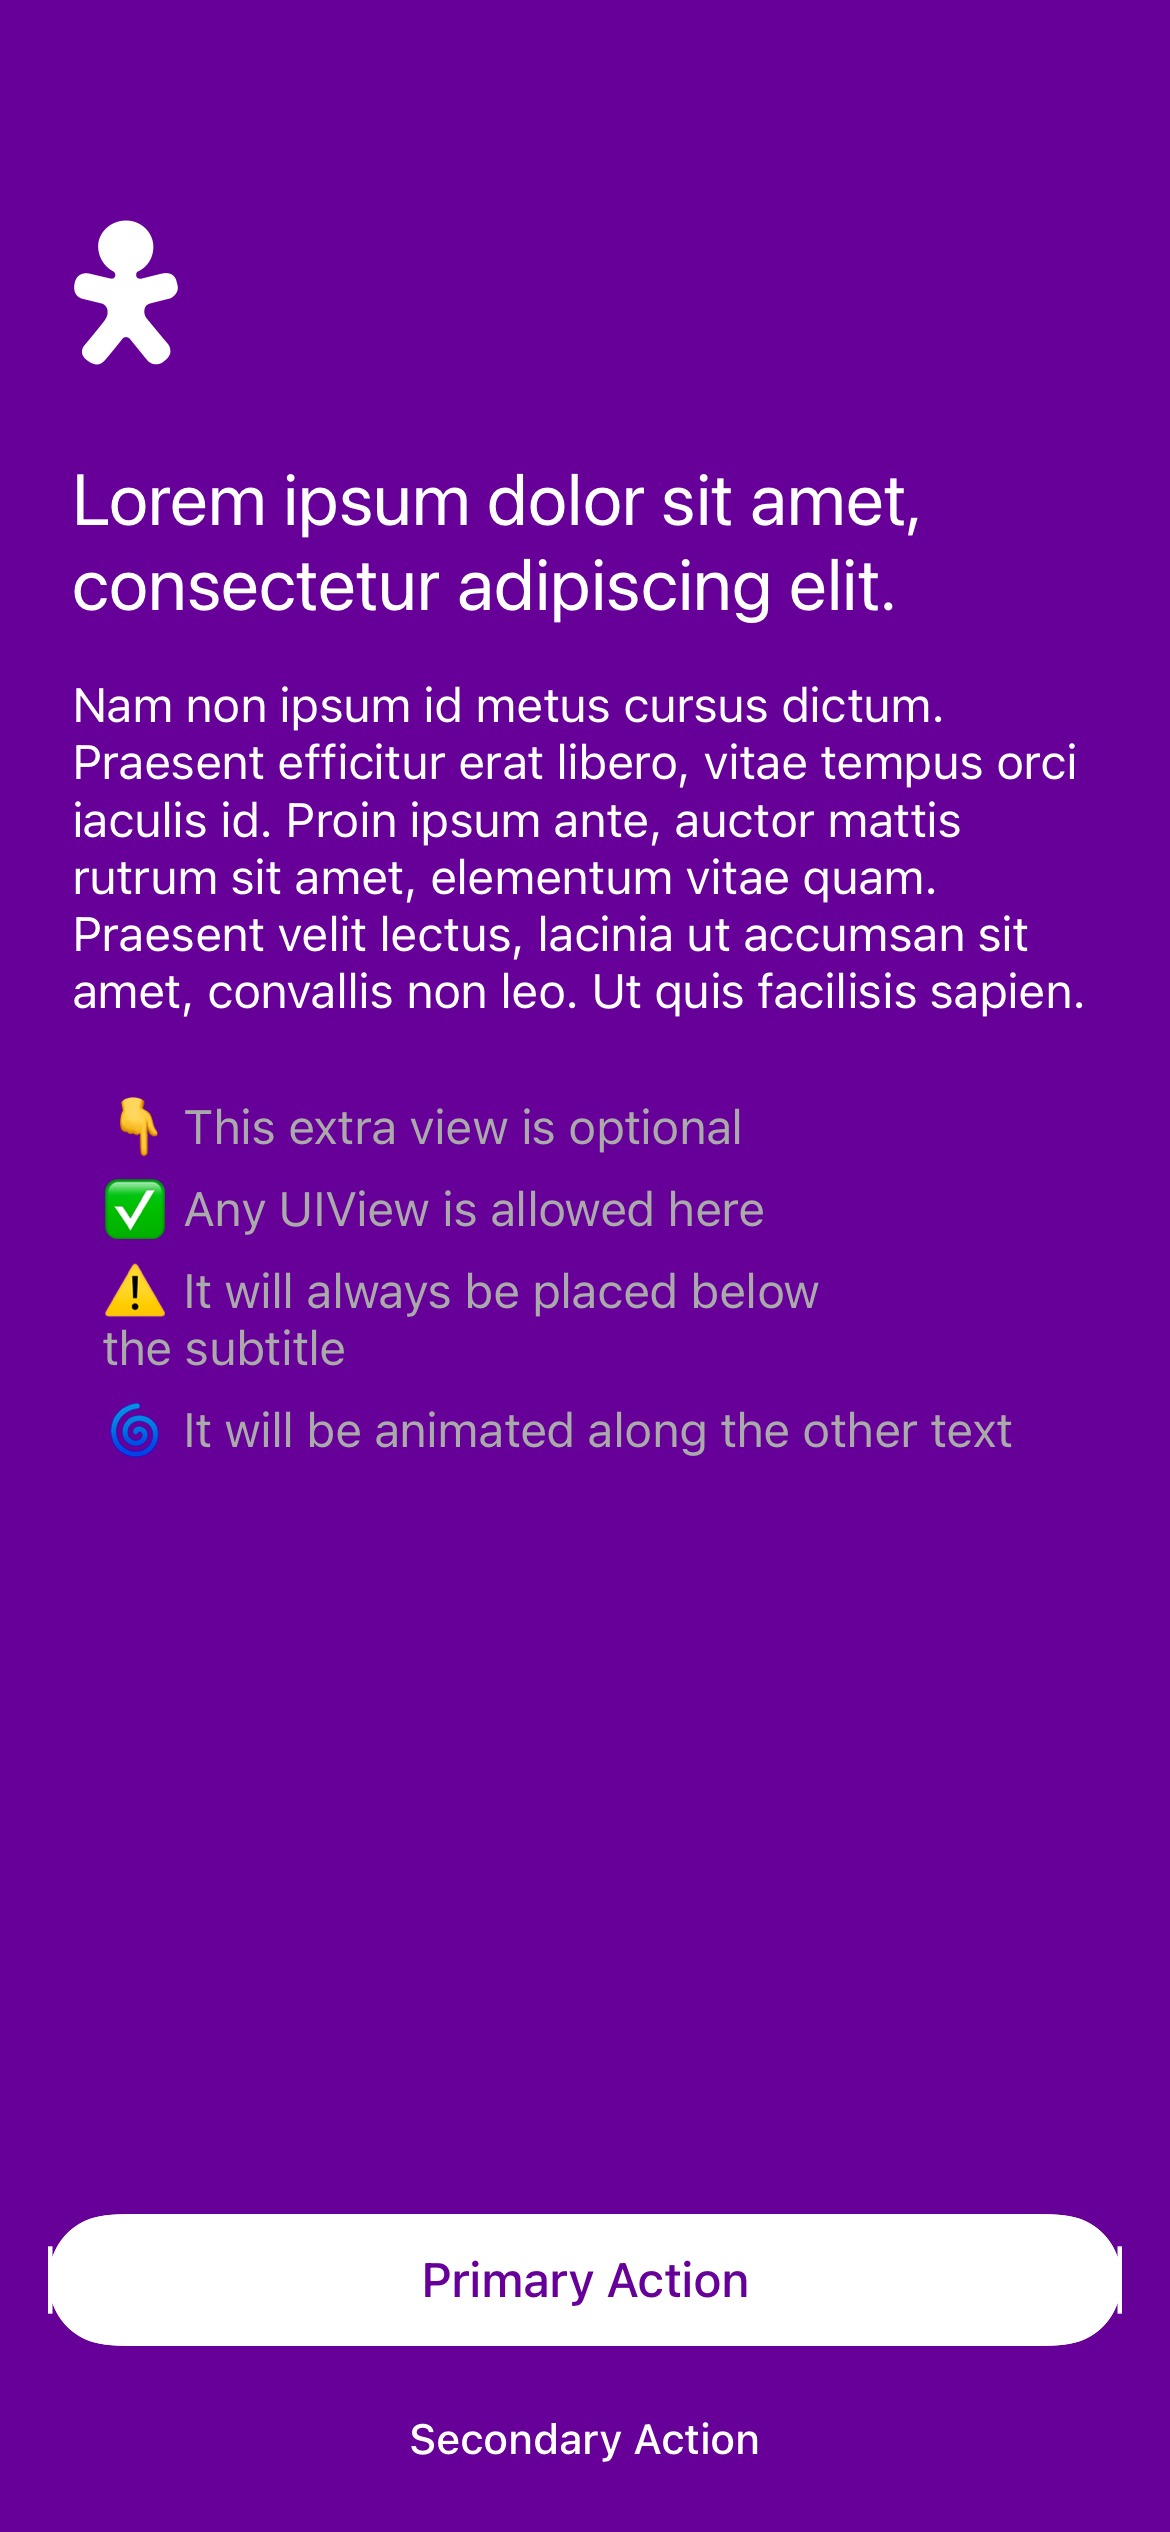 Lorem ipsum dolor sit amet,
consectetur adipiscing elit.
Nam non ipsum id metus cursus dictum.
Praesent efficitur erat libero, vitae tempus orci
iaculis id. Proin ipsum ante, auctor mattis
rutrum sit amet, elementum vitae quam.
Praesent velit lectus, lacinia ut accumsan sit
amet, convallis non leo. Ut quis facilisis sapien.
👇 This extra view is optional
✅ Any UIView is allowed here
⚠️ It will always be placed below
the subtitle
🌀 It will be animated along the other text
Primary Action
Secondary Action